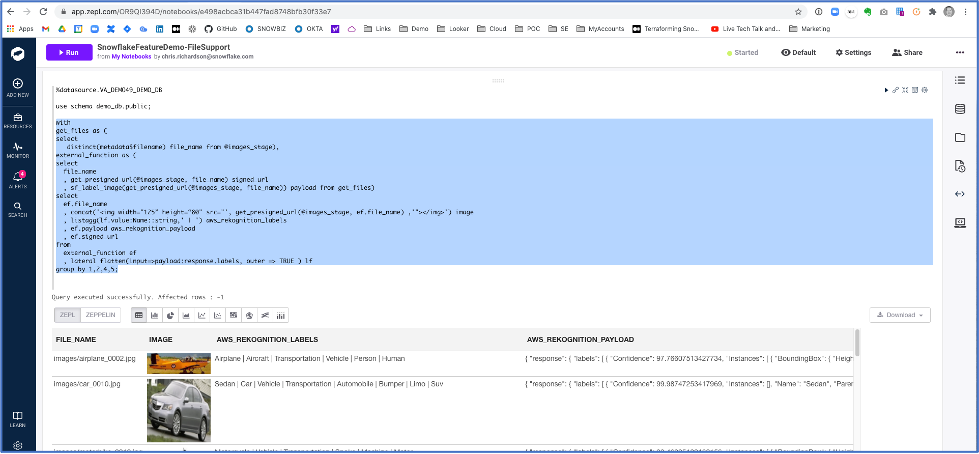 app.zepl.com/OR9QI394D/notebooks/e498acbca31b447fad8748bfb30f33e7
Apps
GitHub
SNOWBIZ
OKTA
Links
Demo
Looker
Cloud
POC
SE
MyAccounts
Terraforming Sno...
Live Tech Talk and...
Marketing
Run
SnowflakeFeatureDemo-FileSupport
from My Notebooks by chris.richardson@snowflake.com
Started
Default
Settings
Share
ADD NEW
RESOURCES
MONITOR
4
ALERTS
SEARCH
LEARN
%datasource.VA_DEMO49_DEMO_DB
use schema demo_db.public;
with
get_files as (
select
distinct(metadata$filename) file_name from @images_stage),
external_function as (
select
file_name
, get_presigned_url(@images_stage, file_name) signed_url
, sf_label_image(get_presigned_url(@images_stage, file_name)) payload from get_files)
select
ef.file_name
, concat('<img width="125" height="80" src="', get_presigned_url(@images_stage, ef.file_name) ,'"></img>') image
, listagg(lf.value:Name::string,' | ') aws_rekognition_labels
, ef.payload aws_rekognition_payload
, ef.signed_url
from
external_function ef
, lateral flatten(input=>payload:response.labels, outer => TRUE ) lf
group by 1,2,4,5;
Query executed successfully. Affected rows : -1
ZEPL
ZEPPELIN
Download
FILE_NAME IMAGE AWS_REKOGNITION_LABELS AWS_REKOGNITION_PAYLOAD
images/airplane_0002.jpg Airplane | Aircraft | Transportation | Vehicle | Person | Human { "response": { "labels": [ { "Confidence": 97.76607513427734, "Instances": [ { "BoundingBox": { "Heigh
images/car_0010.jpg Sedan | Car | Vehicle | Transportation | Automobile | Bumper | Limo | Suv { "response": { "labels": [ { "Confidence": 99.98747253417969, "Instances": [], "Name": "Sedan", "Paren